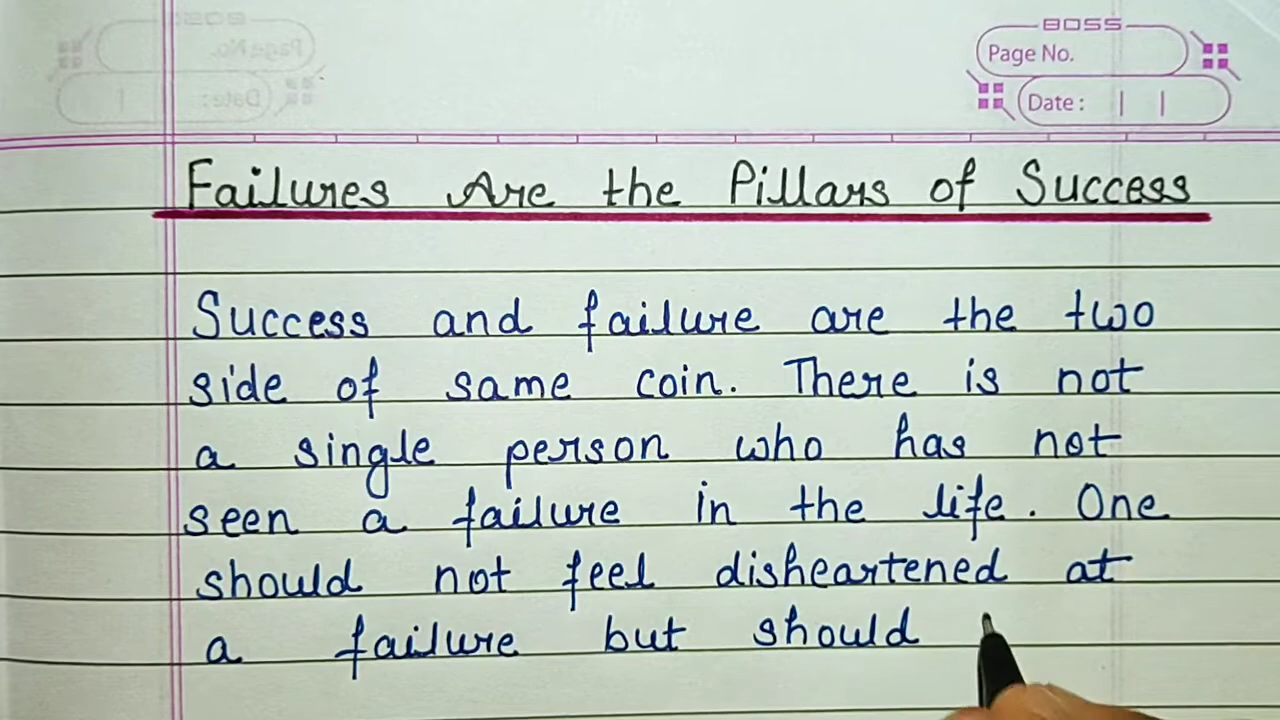 BOSS
Page No.
Date :
Failures Are the Pillars of Success
Success and failure are the two
side of same coin. There is not
a single person who has not
seen a failure in the life. One
should not feel disheartened at
a failure but should